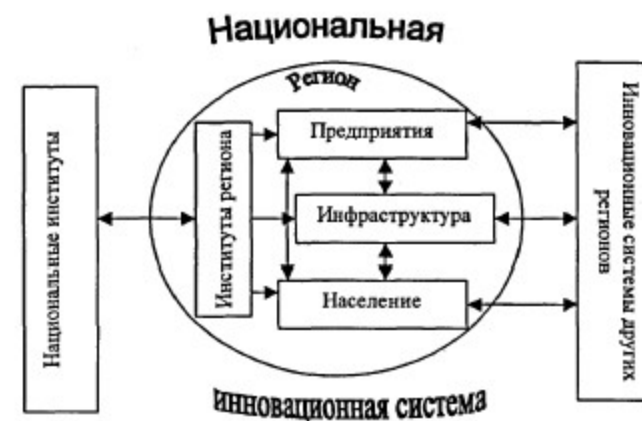 Национальная
Регион
Национальные институты
Институты региона
Предприятия
Инфраструктура
Население
Инновационные системы других
регионов
инновационная система